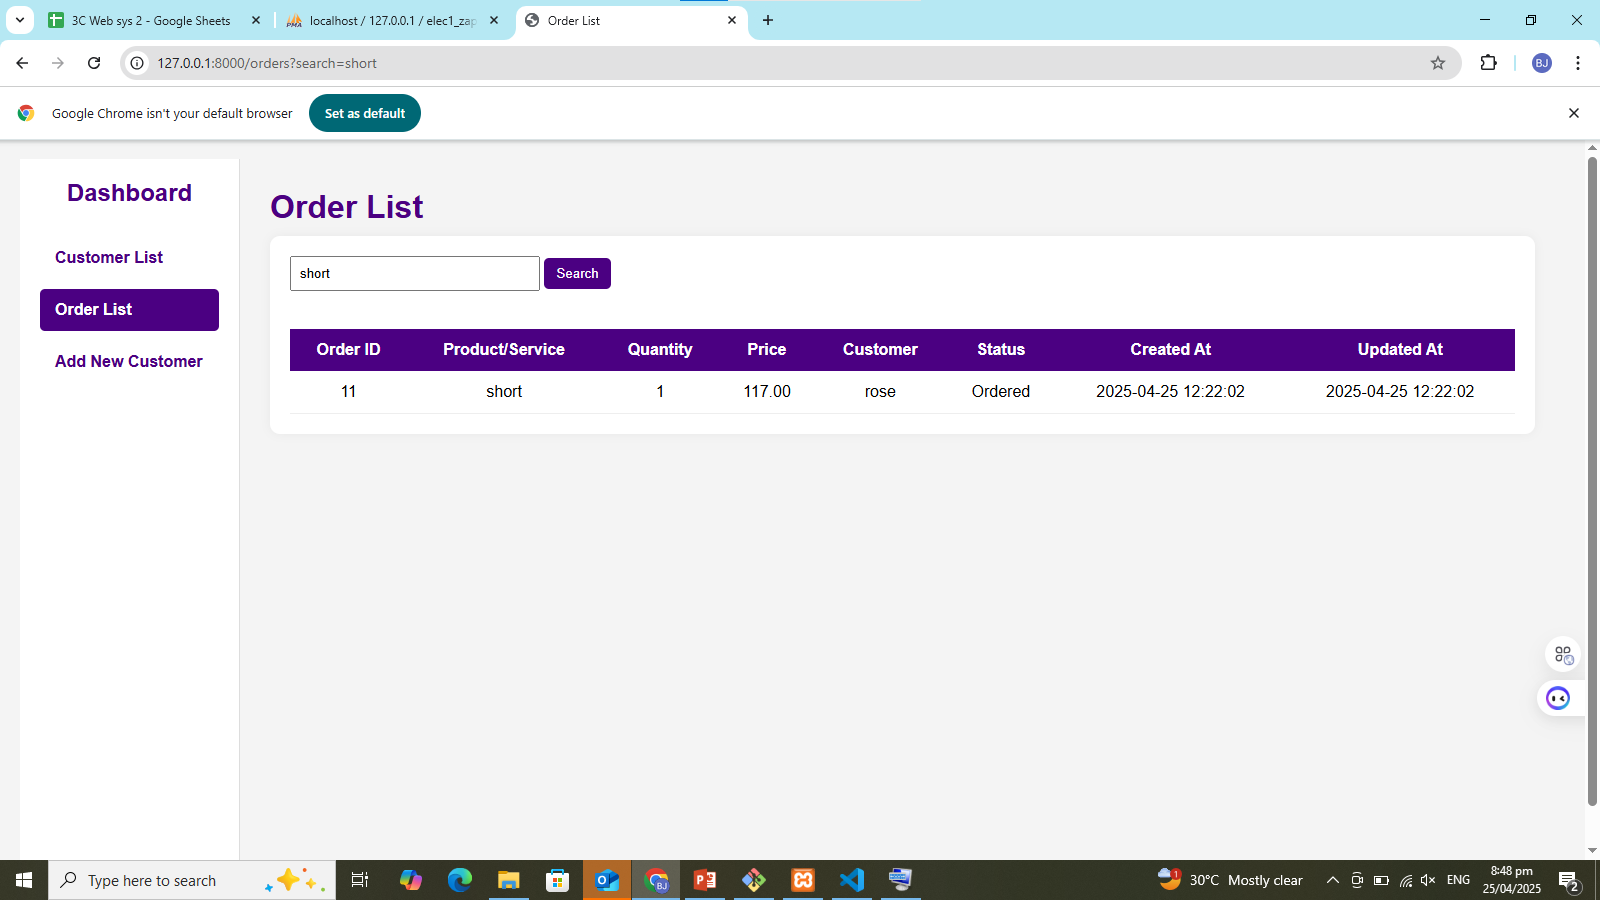 3C Web sys 2 - Google Sheets
localhost / 127.0.0.1 / elec1_zap
Order List
127.0.0.1:8000/orders?search=short
BJ
Google Chrome isn't your default browser
Set as default
Dashboard
Customer List
Order List
Add New Customer
Order List
short
Search
Order ID Product/Service Quantity Price Customer Status Created At Updated At
11 short 1 117.00 rose Ordered 2025-04-25 12:22:02 2025-04-25 12:22:02
Type here to search
BJ
1
30°C Mostly clear
ENG
8:48 pm
25/04/2025
2